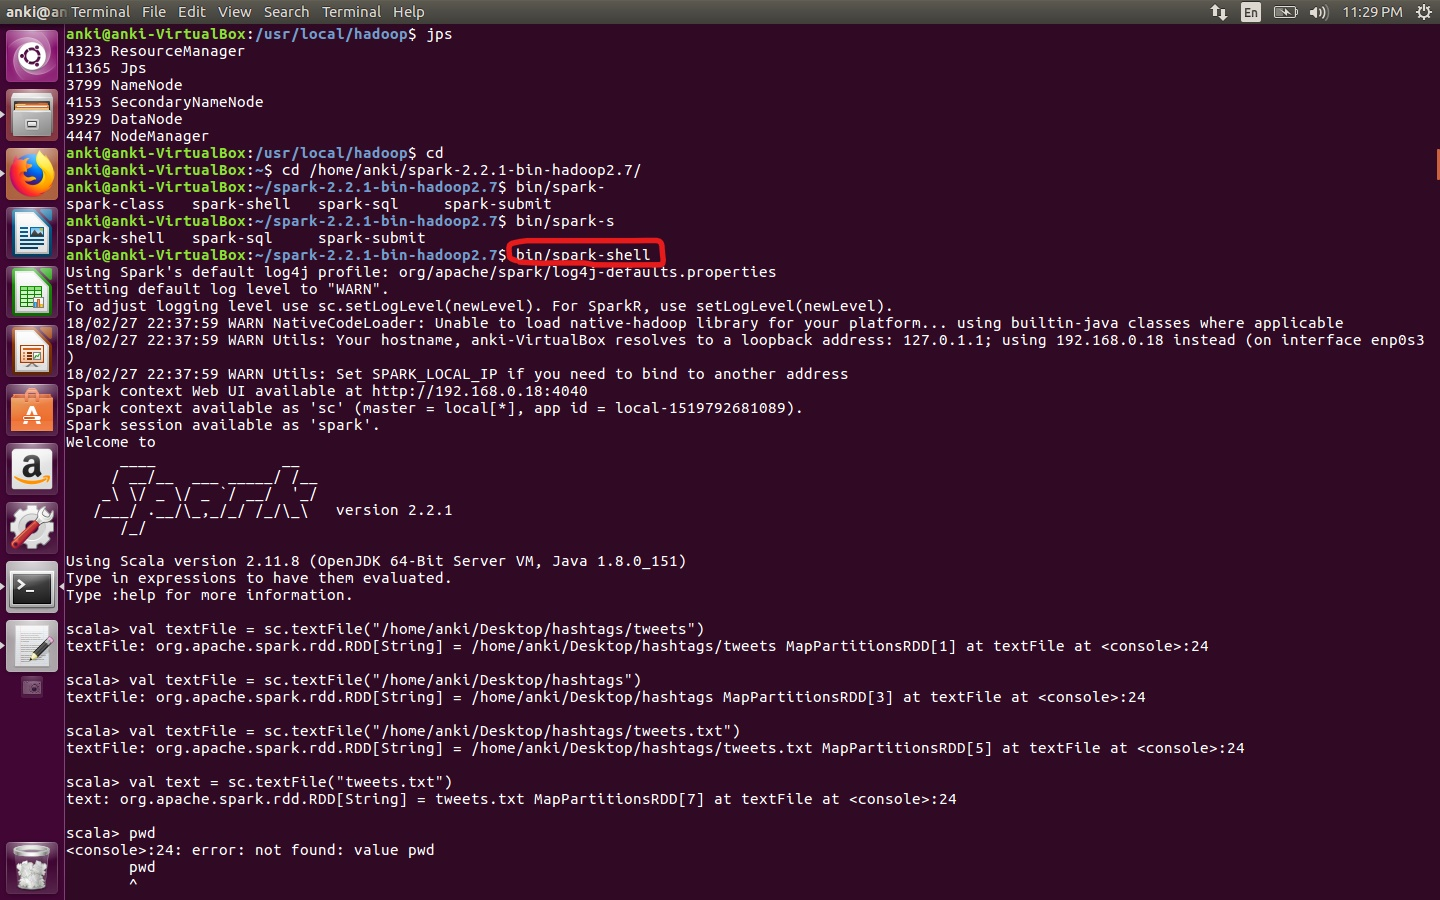 anki@an Terminal File Edit View Search Terminal Help En 11:29 PM
anki@anki-VirtualBox:/usr/local/hadoop$ jps
4323 ResourceManager
11365 Jps
3799 NameNode
4153 SecondaryNameNode
3929 DataNode
4447 NodeManager
anki@anki-VirtualBox:/usr/local/hadoop$ cd
anki@anki-VirtualBox:~$ cd /home/anki/spark-2.2.1-bin-hadoop2.7/
anki@anki-VirtualBox:~/spark-2.2.1-bin-hadoop2.7$ bin/spark-
spark-class   spark-shell   spark-sql     spark-submit
anki@anki-VirtualBox:~/spark-2.2.1-bin-hadoop2.7$ bin/spark-s
spark-shell   spark-sql     spark-submit
anki@anki-VirtualBox:~/spark-2.2.1-bin-hadoop2.7$ bin/spark-shell
Using Spark's default log4j profile: org/apache/spark/log4j-defaults.properties
Setting default log level to "WARN".
To adjust logging level use sc.setLogLevel(newLevel). For SparkR, use setLogLevel(newLevel).
18/02/27 22:37:59 WARN NativeCodeLoader: Unable to load native-hadoop library for your platform... using builtin-java classes where applicable
18/02/27 22:37:59 WARN Utils: Your hostname, anki-VirtualBox resolves to a loopback address: 127.0.1.1; using 192.168.0.18 instead (on interface enp0s3
)
18/02/27 22:37:59 WARN Utils: Set SPARK_LOCAL_IP if you need to bind to another address
Spark context Web UI available at http://192.168.0.18:4040
Spark context available as 'sc' (master = local[*], app id = local-1519792681089).
Spark session available as 'spark'.
Welcome to
      ____              __
     / __/__  ___ _____/ /__
    _\ \/ _ \/ _ `/ __/  '_/
   /___/ .__/\_,_/_/ /_/\_\   version 2.2.1
      /_/
Using Scala version 2.11.8 (OpenJDK 64-Bit Server VM, Java 1.8.0_151)
Type in expressions to have them evaluated.
Type :help for more information.
scala> val textFile = sc.textFile("/home/anki/Desktop/hashtags/tweets")
textFile: org.apache.spark.rdd.RDD[String] = /home/anki/Desktop/hashtags/tweets MapPartitionsRDD[1] at textFile at <console>:24
scala> val textFile = sc.textFile("/home/anki/Desktop/hashtags")
textFile: org.apache.spark.rdd.RDD[String] = /home/anki/Desktop/hashtags MapPartitionsRDD[3] at textFile at <console>:24
scala> val textFile = sc.textFile("/home/anki/Desktop/hashtags/tweets.txt")
textFile: org.apache.spark.rdd.RDD[String] = /home/anki/Desktop/hashtags/tweets.txt MapPartitionsRDD[5] at textFile at <console>:24
scala> val text = sc.textFile("tweets.txt")
text: org.apache.spark.rdd.RDD[String] = tweets.txt MapPartitionsRDD[7] at textFile at <console>:24
scala> pwd
<console>:24: error: not found: value pwd
       pwd
       ^